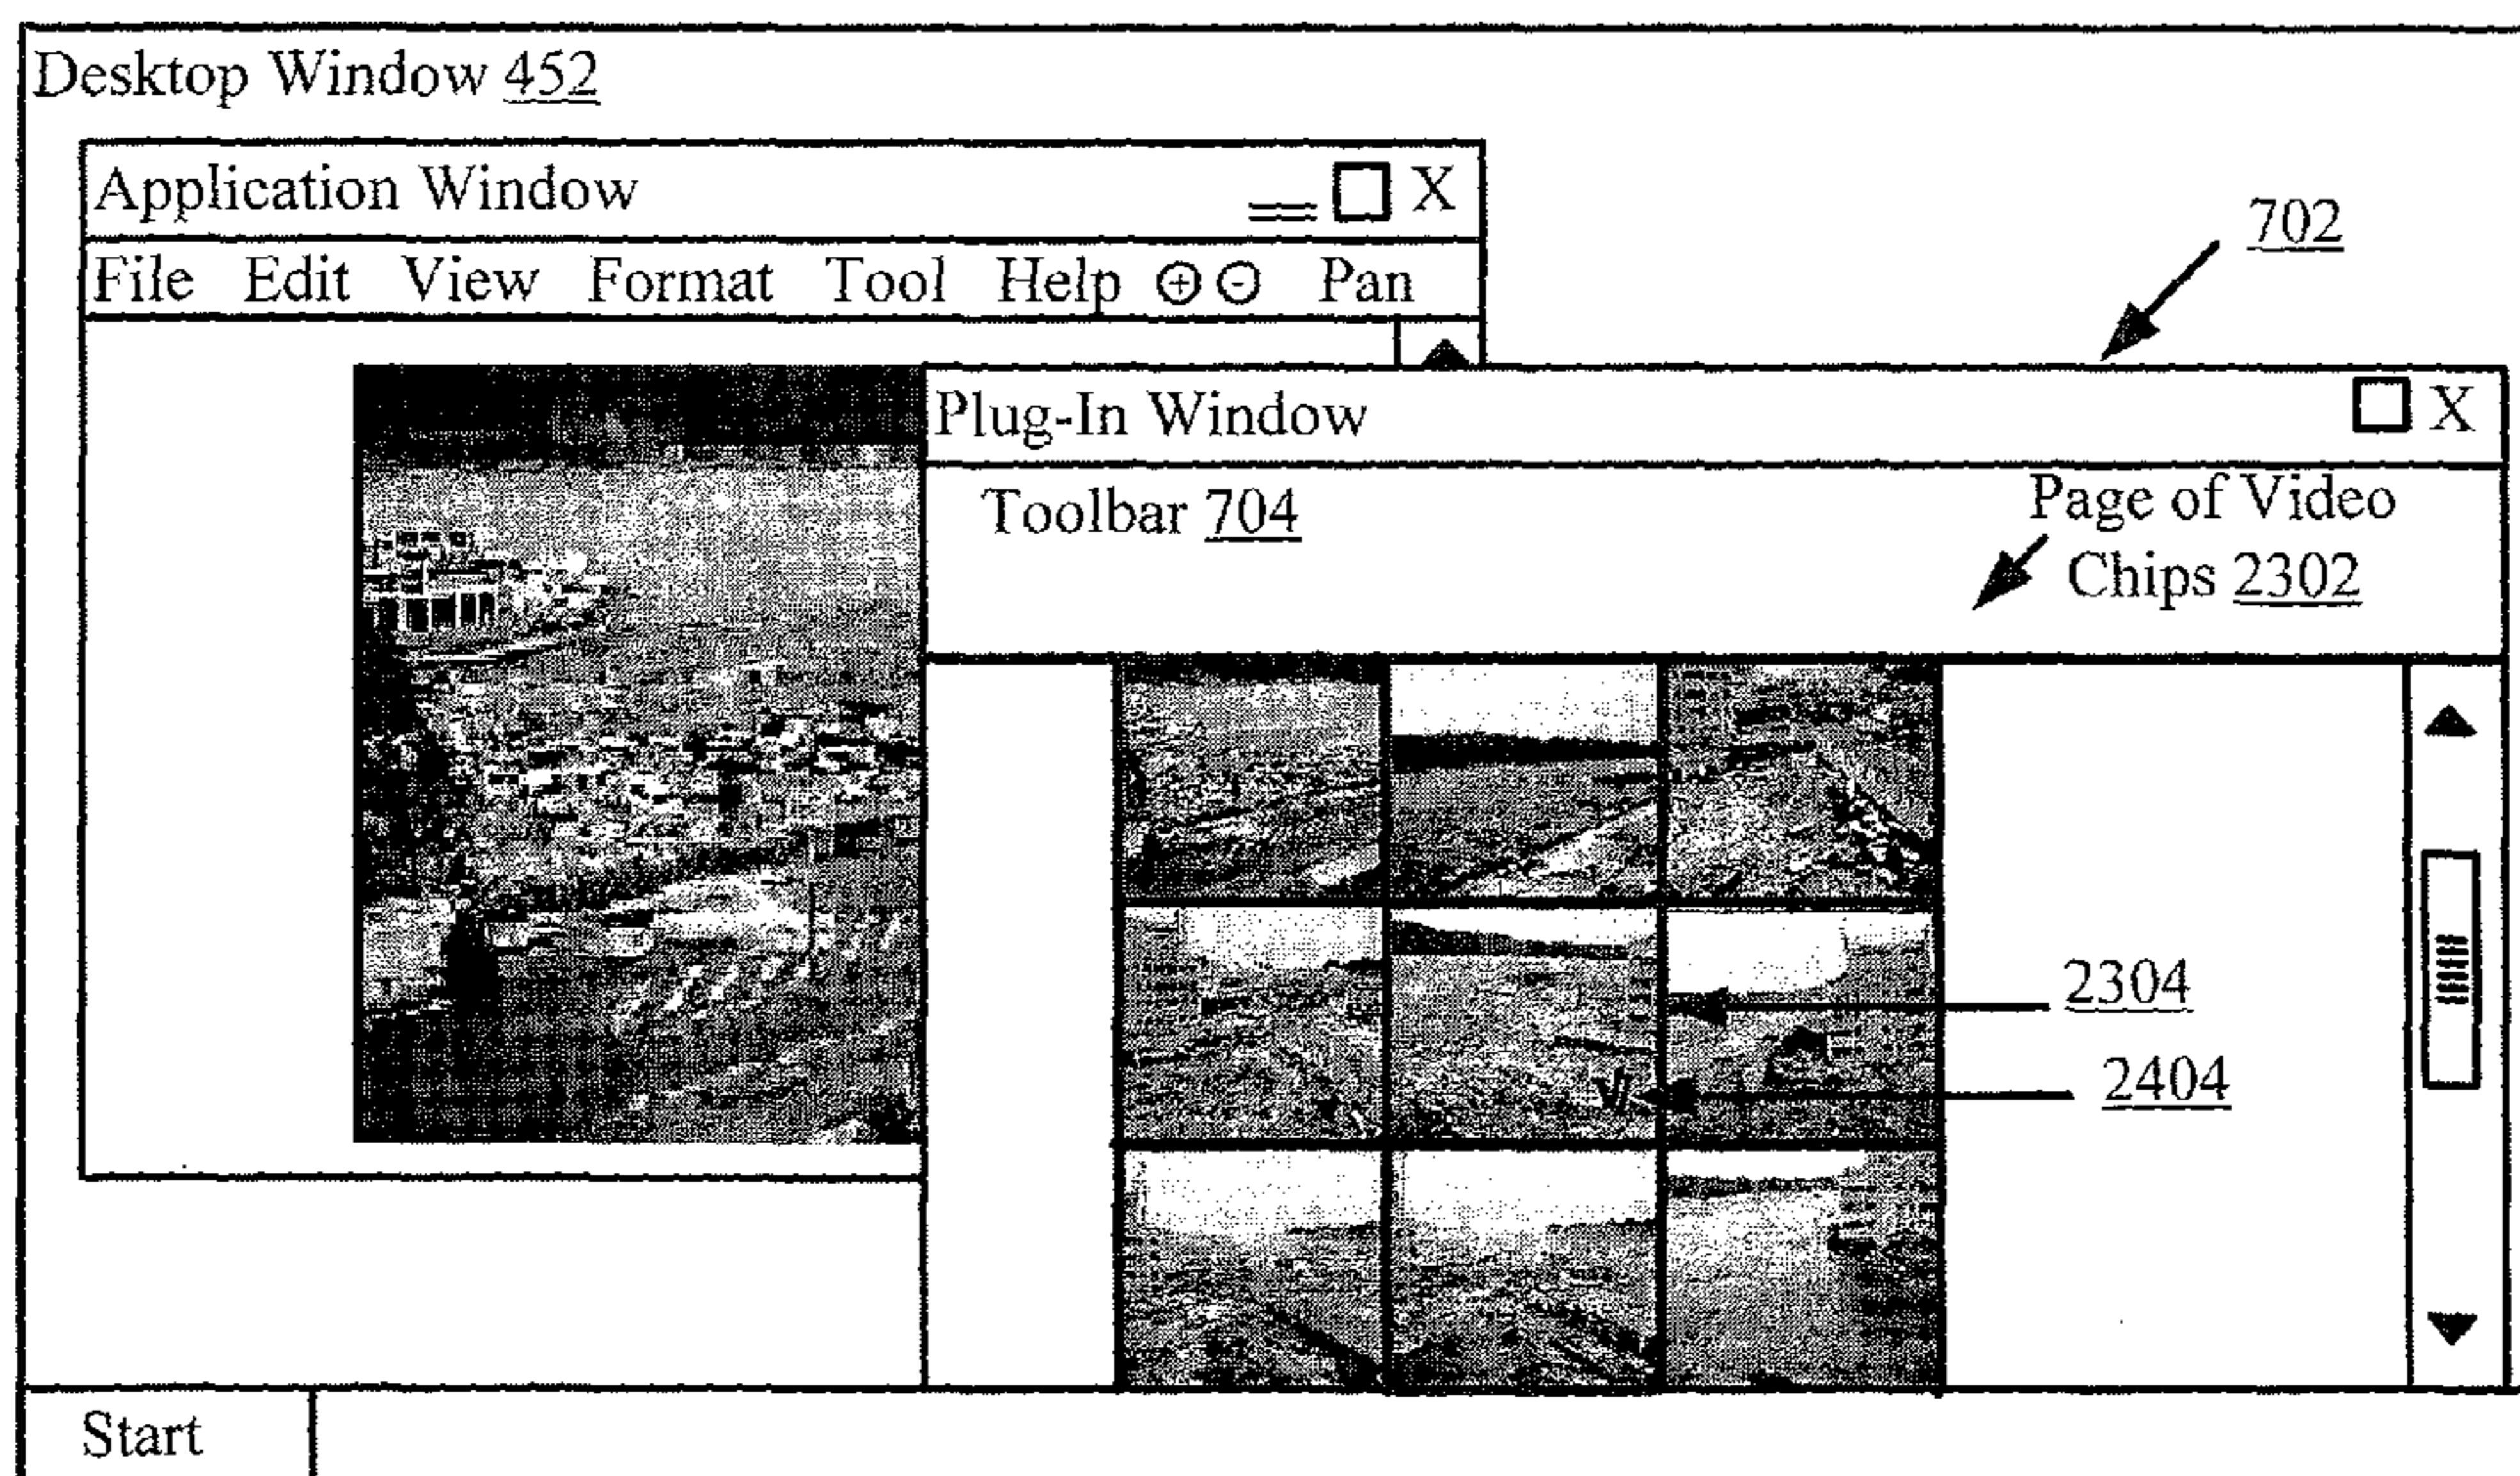 Desktop Window 452
Application Window X
File Edit View Format Tool Help + - Pan
702
Plug-In Window X
Toolbar 704
Page of Video
Chips 2302
2304
2404
Start